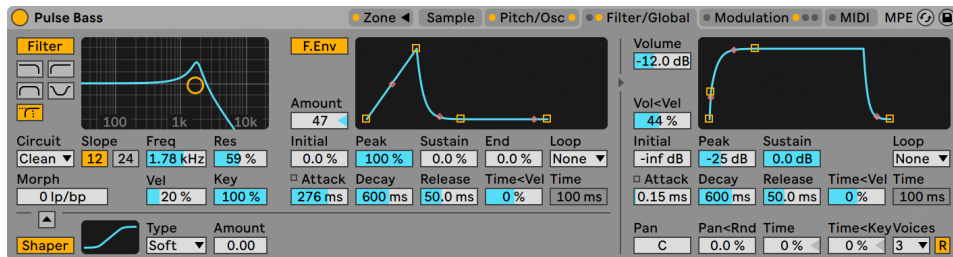 Pulse Bass Zone Sample Pitch/Osc Filter/Global Modulation MIDI MPE
Filter F.Env Volume
-12.0 dB
Amount Vol<Vel
100 1k 10k 47 44 %
Circuit Slope Freq Res Initial Peak Sustain End Loop Initial Peak Sustain Loop
Clean 12 24 1.78 kHz 59 % 0.0 % 100 % 0.0 % 0.0 % None -inf dB -25 dB 0.0 dB None
Morph Vel Key Attack Decay Release Time<Vel Time Attack Decay Release Time<Vel Time
0 lp/bp 20 % 100 % 276 ms 600 ms 50.0 ms 0 % 100 ms 0.15 ms 600 ms 50.0 ms 0 % 100 ms
Type Amount Pan Pan<Rnd Time Time<Key Voices
Shaper Soft 0.00 C 0.0 % 0 % 0 % 3 R